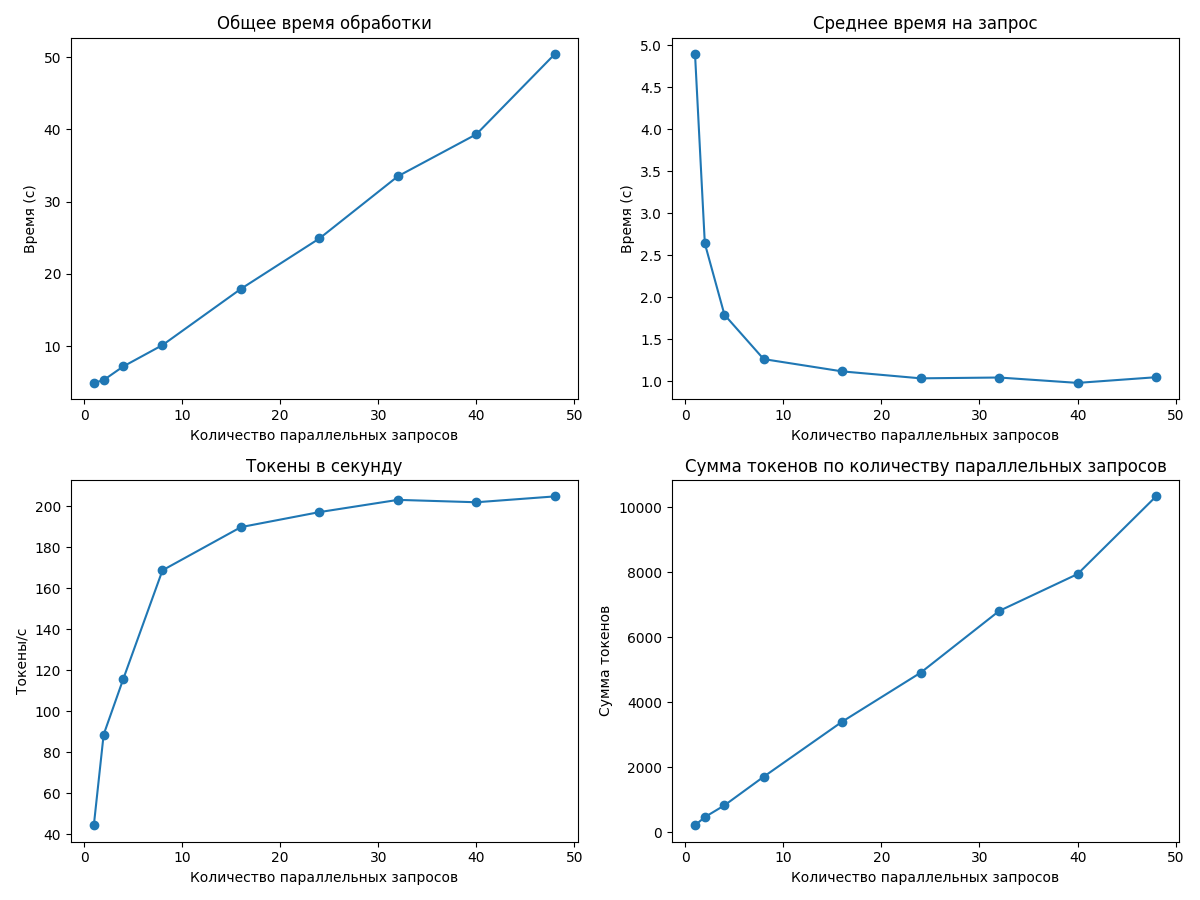 Общее время обработки
Время (с)
50
40
30
20
10
0 10 20 30 40 50
Количество параллельных запросов
Среднее время на запрос
Время (с)
5.0
4.5
4.0
3.5
3.0
2.5
2.0
1.5
1.0
0 10 20 30 40 50
Количество параллельных запросов
Токены в секунду
Токены/с
200
180
160
140
120
100
80
60
40
0 10 20 30 40 50
Количество параллельных запросов
Сумма токенов по количеству параллельных запросов
Сумма токенов
10000
8000
6000
4000
2000
0
0 10 20 30 40 50
Количество параллельных запросов